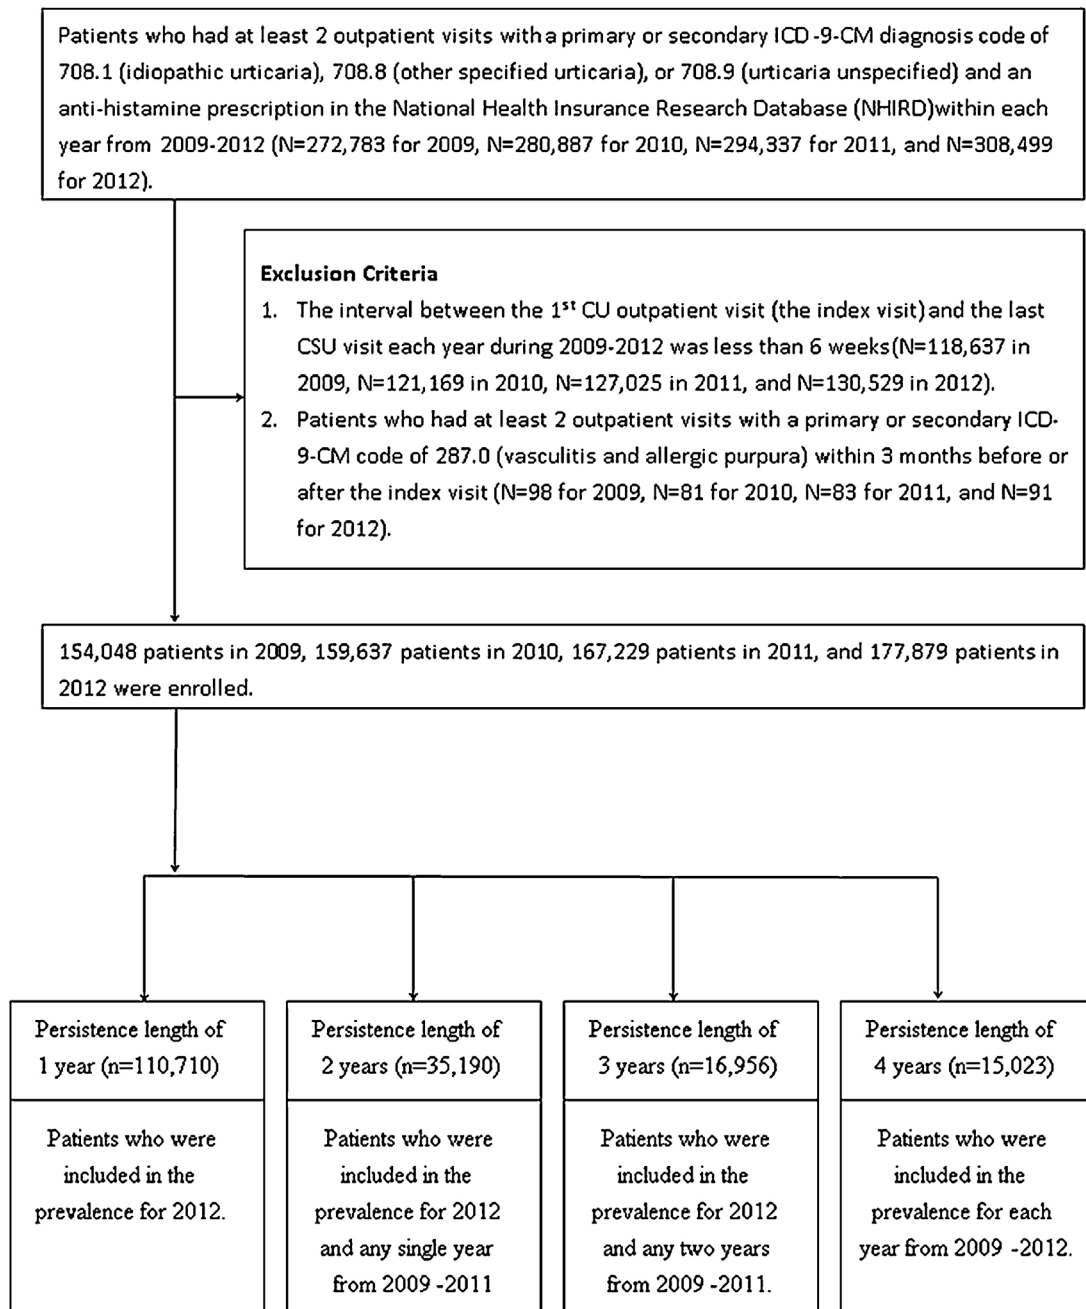 Patients who had at least 2 outpatient visits with a primary or secondary ICD -9-CM diagnosis code of
708.1 (idiopathic urticaria), 708.8 (other specified urticaria), or 708.9 (urticaria unspecified) and an
anti-histamine prescription in the National Health Insurance Research Database (NHIRD)within each
year from 2009-2012 (N=272,783 for 2009, N=280,887 for 2010, N=294,337 for 2011, and N=308,499
for 2012).
Exclusion Criteria
1. The interval between the 1st CU outpatient visit (the index visit) and the last
CSU visit each year during 2009-2012 was less than 6 weeks(N=118,637 in
2009, N=121,169 in 2010, N=127,025 in 2011, and N=130,529 in 2012).
2. Patients who had at least 2 outpatient visits with a primary or secondary ICD-
9-CM code of 287.0 (vasculitis and allergic purpura) within 3 months before or
after the index visit (N=98 for 2009, N=81 for 2010, N=83 for 2011, and N=91
for 2012).
154,048 patients in 2009, 159,637 patients in 2010, 167,229 patients in 2011, and 177,879 patients in
2012 were enrolled.
Persistence length of
1 year (n=110,710)
Patients who were
included in the
prevalence for 2012.
Persistence length of
2 years (n=35,190)
Patients who were
included in the
prevalence for 2012
and any single year
from 2009 -2011
Persistence length of
3 years (n=16,956)
Patients who were
included in the
prevalence for 2012
and any two years
from 2009 -2011.
Persistence length of
4 years (n=15,023)
Patients who were
included in the
prevalence for each
year from 2009 -2012.